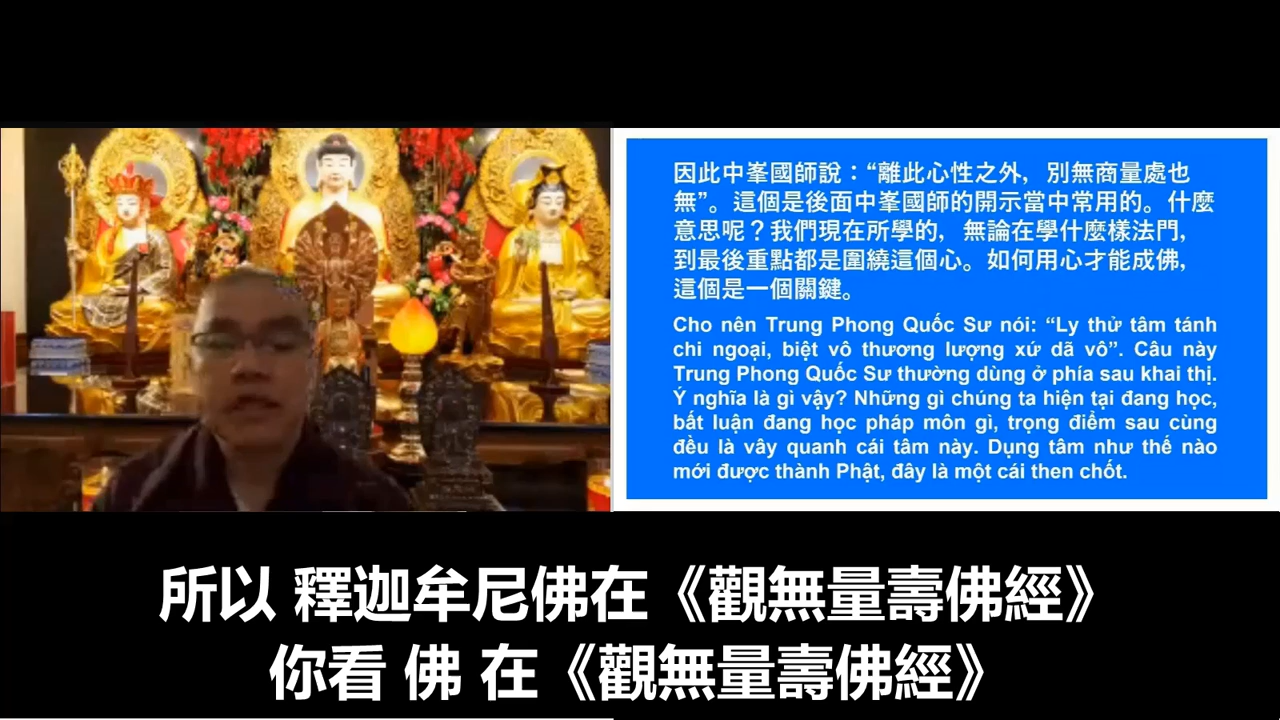 因此中峯國師說：“離此心性之外，別無商量處也
無”。這個是後面中峯國師的開示當中常用的。什麼
意思呢？我們現在所學的，無論在學什麼樣法門，
到最後重點都是圍繞這個心。如何用心才能成佛，
這個是一個關鍵。
Cho nên Trung Phong Quốc Sư nói: “Ly thử tâm tánh
chi ngoại, biệt vô thương lượng xứ dã vô”. Câu này
Trung Phong Quốc Sư thường dùng ở phía sau khai thị.
Ý nghĩa là gì vậy? Những gì chúng ta hiện tại đang học,
bất luận đang học pháp môn gì, trọng điểm sau cùng
đều là vây quanh cái tâm này. Dụng tâm như thế nào
mới được thành Phật, đây là một cái then chốt.
所以 釋迦牟尼佛在《觀無量壽佛經》
你看 佛 在《觀無量壽佛經》